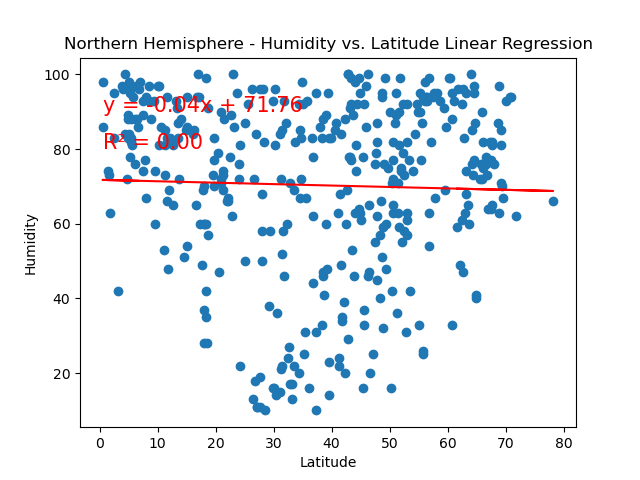 Northern Hemisphere - Humidity vs. Latitude Linear Regression
100
80
60
40
20
Humidity
y = -0.04x + 71.76
R² = 0.00
0 10 20 30 40 50 60 70 80
Latitude